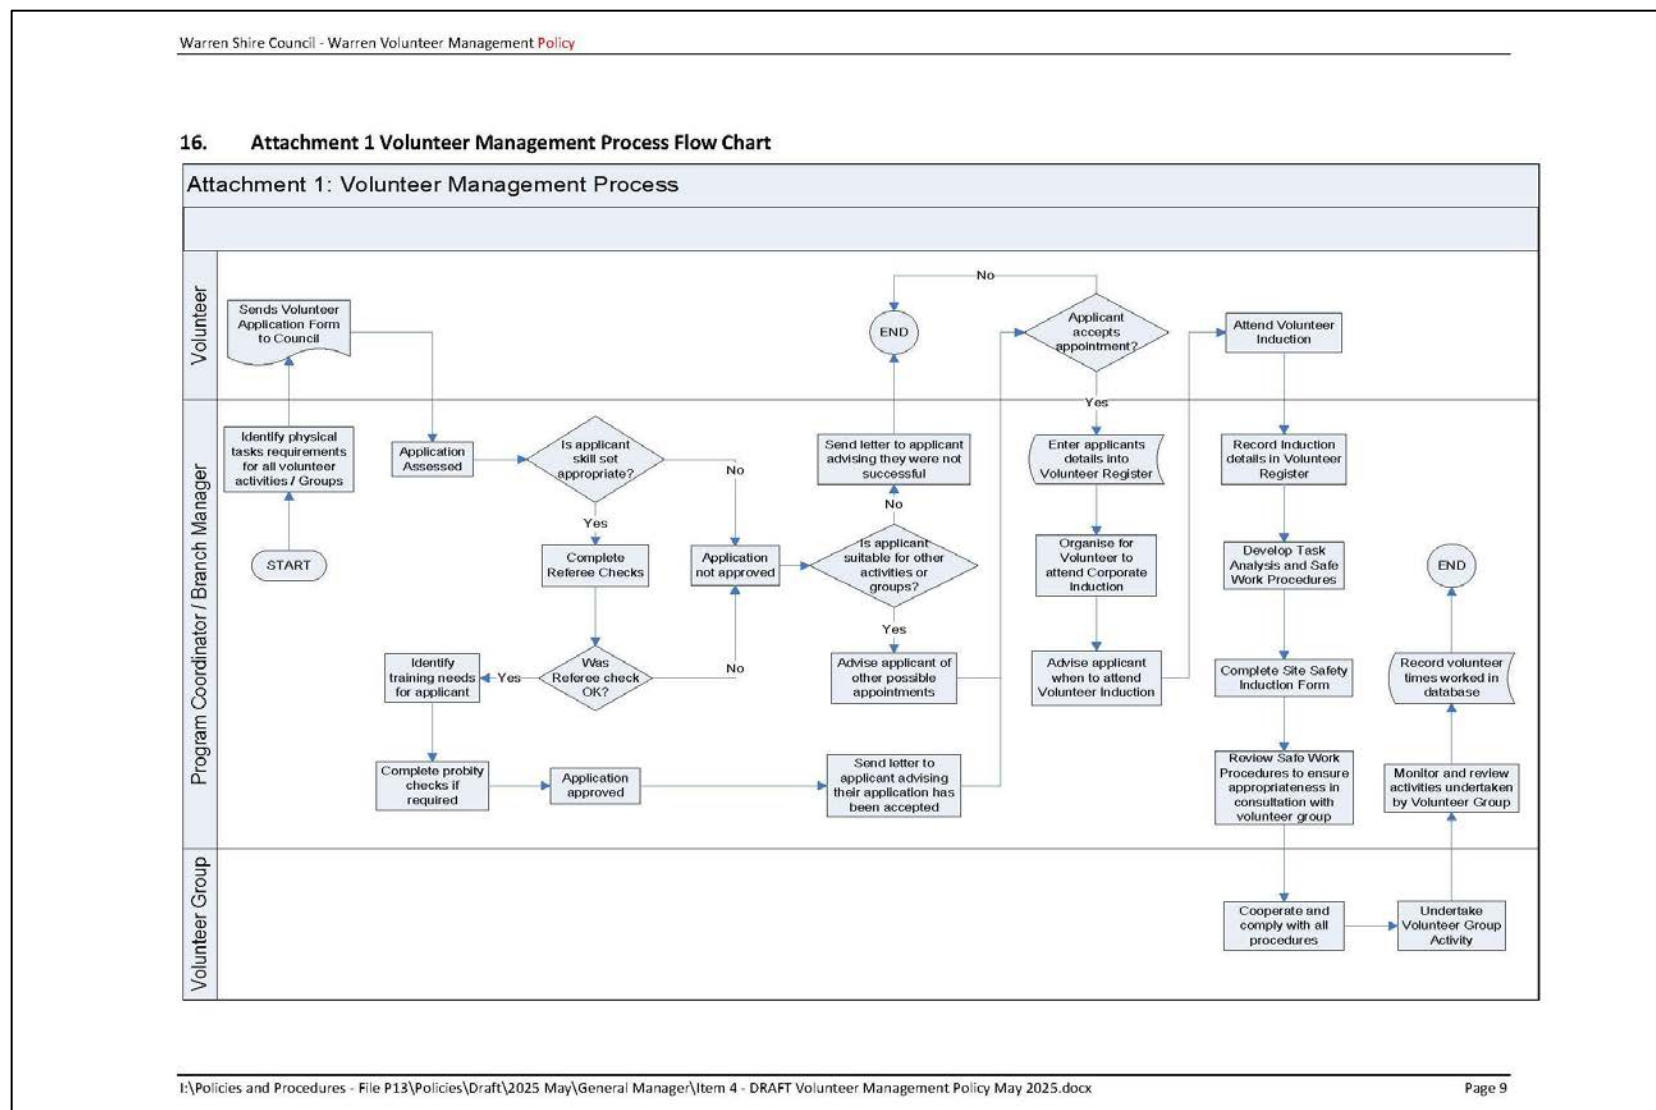 Warren Shire Council - Warren Volunteer Management Policy
16. Attachment 1 Volunteer Management Process Flow Chart
Attachment 1: Volunteer Management Process
Volunteer
Sends Volunteer
Application Form
to Council
END
No
Applicant
accepts
appointment?
Yes
Attend Volunteer
Induction
Program Coordinator / Branch Manager
Identify physical
tasks requirements
for all volunteer
activities / Groups
START
Application
Assessed
Is applicant
skill set
appropriate?
No
Yes
Complete
Referee Checks
Was
Referee check
OK?
No
Yes
Identify
training needs
for applicant
Complete probity
checks if
required
Application
approved
Application
not approved
Send letter to applicant
advising they were not
successful
No
Is applicant
suitable for other
activities or
groups?
Yes
Advise applicant of
other possible
appointments
Send letter to
applicant advising
their application has
been accepted
Enter applicants
details into
Volunteer Register
Organise for
Volunteer to
attend Corporate
Induction
Advise applicant
when to attend
Volunteer Induction
Record Induction
details in Volunteer
Register
Develop Task
Analysis and Safe
Work Procedures
Complete Site Safety
Induction Form
Review Safe Work
Procedures to ensure
appropriateness in
consultation with
volunteer group
END
Record volunteer
times worked in
database
Monitor and review
activities undertaken
by Volunteer Group
Volunteer Group
Cooperate and
comply with all
procedures
Undertake
Volunteer Group
Activity
I:\Policies and Procedures - File P13\Policies\Draft\2025 May\General Manager\Item 4 - DRAFT Volunteer Management Policy May 2025.docx
Page 9